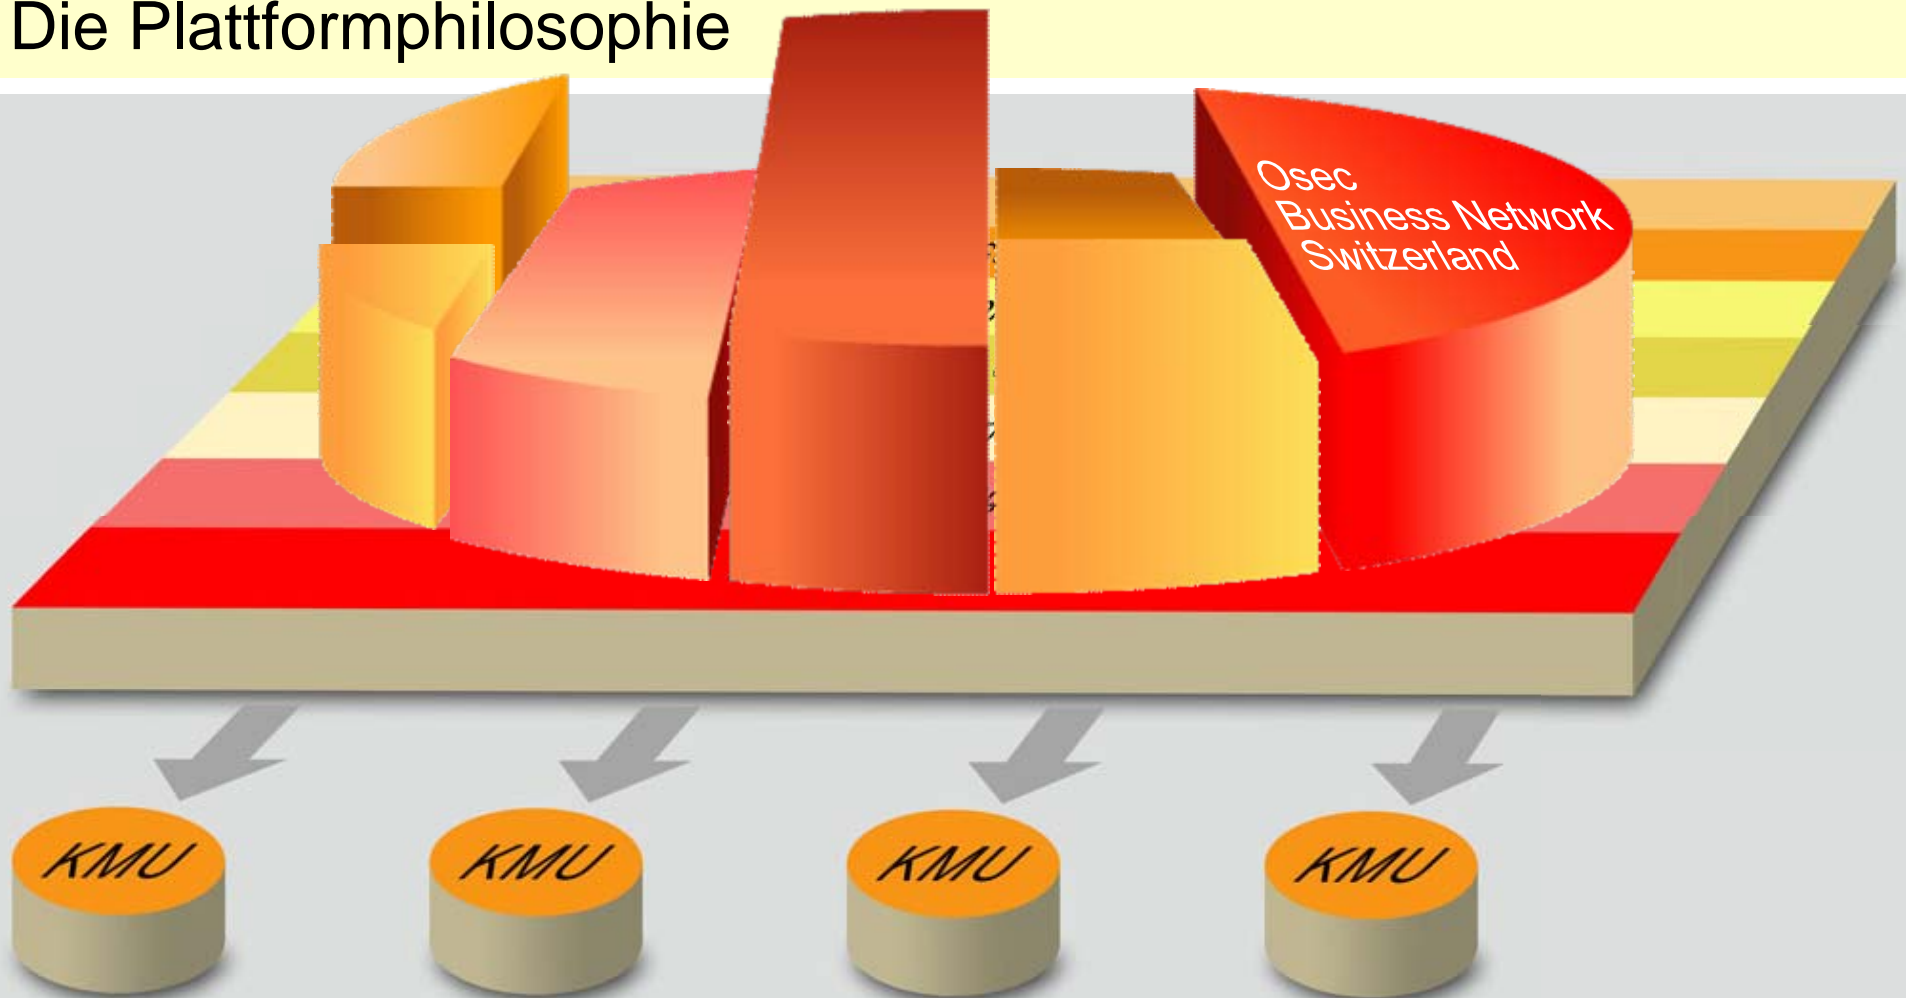 Die Plattformphilosophie
Osec
Business Network
Switzerland
KMU
KMU
KMU
KMU